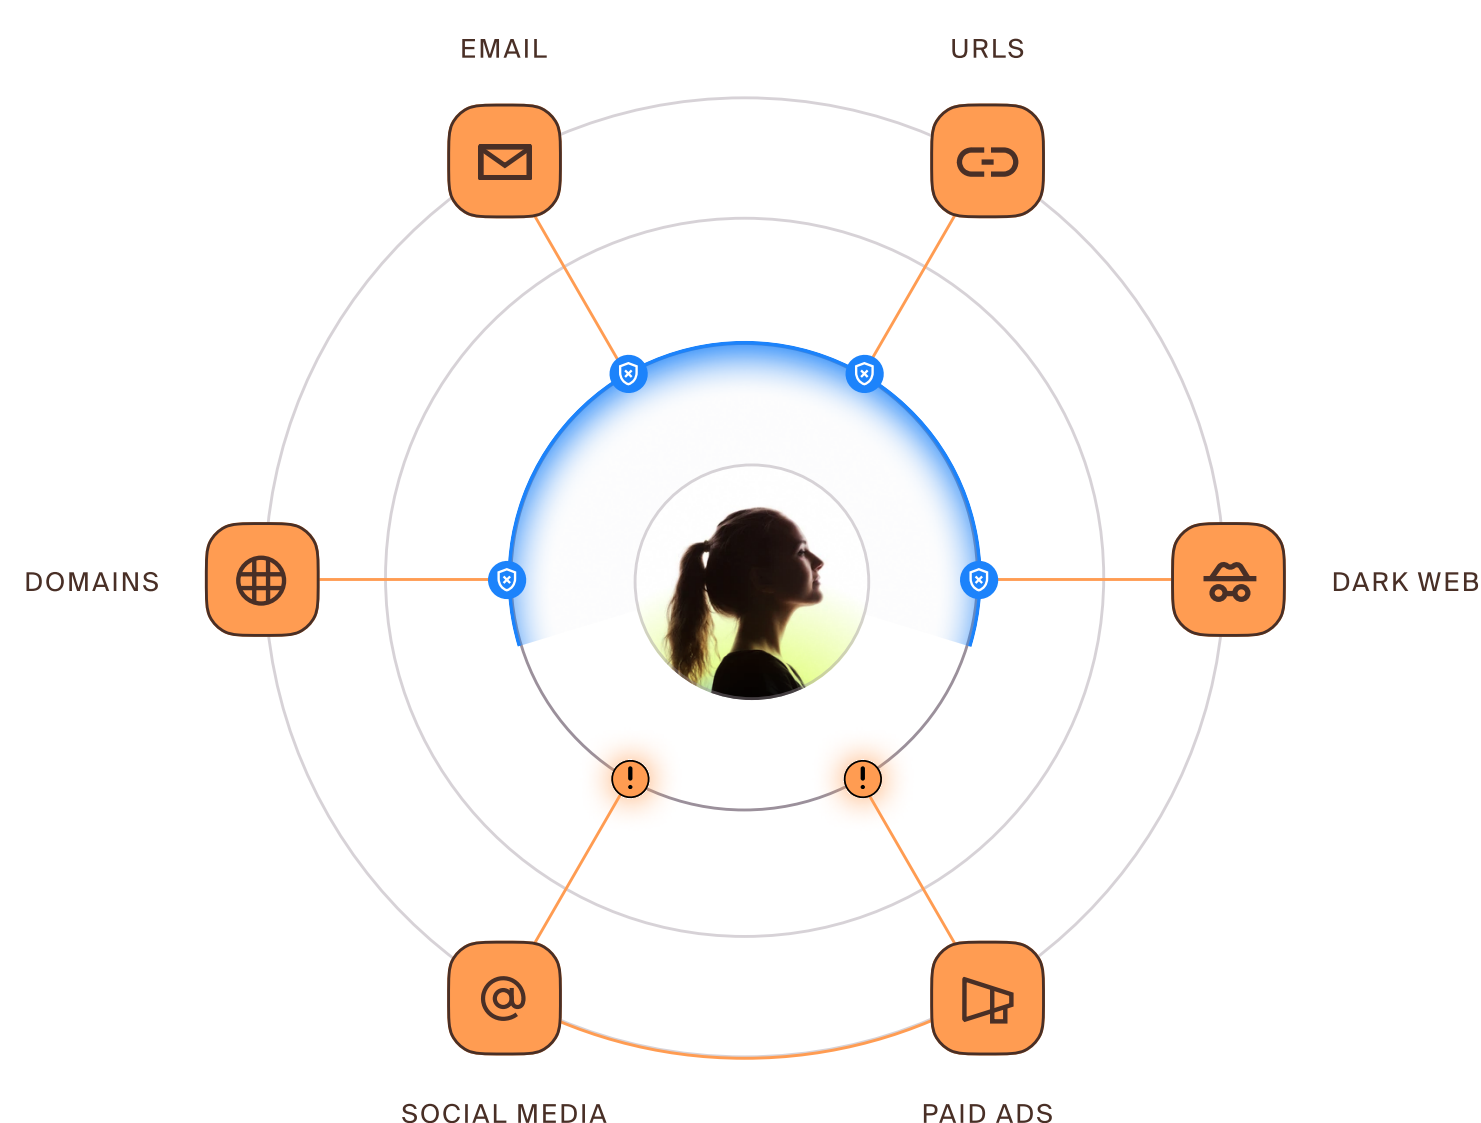 EMAIL
URLS
DOMAINS
DARK WEB
SOCIAL MEDIA
PAID ADS